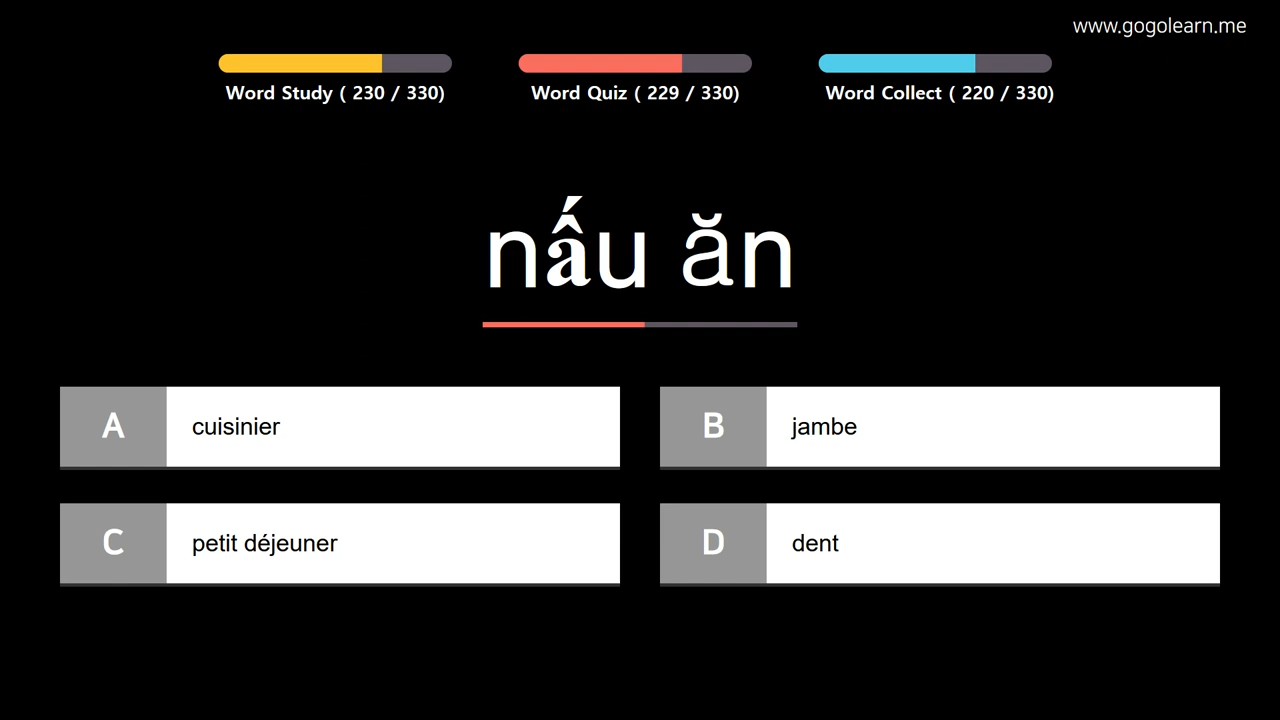 www.gogolearn.me
Word Study ( 230 / 330)
Word Quiz ( 229 / 330)
Word Collect ( 220 / 330)
nấu ăn
A cuisinier
B jambe
C petit déjeuner
D dent